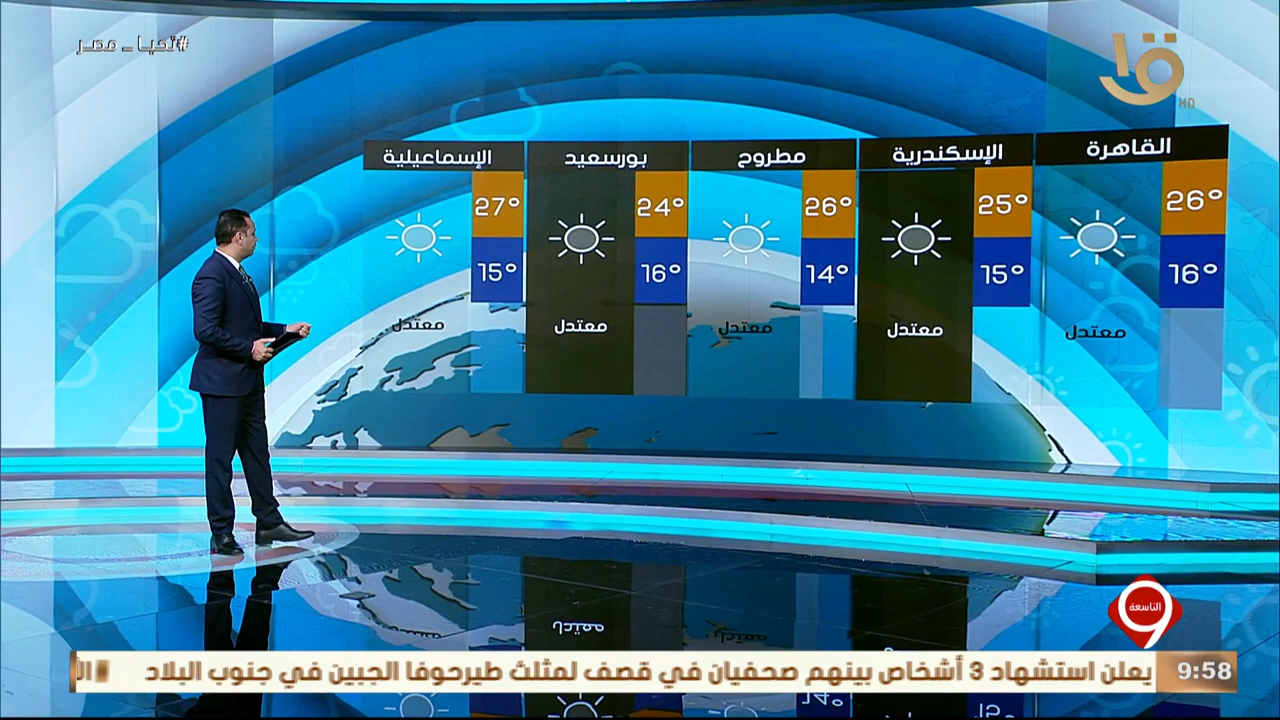 #تحيا_مصر
HD
القاهرة
26°
16°
معتدل
الإسكندرية
25°
15°
معتدل
مطروح
26°
14°
معتدل
بورسعيد
24°
16°
معتدل
الإسماعيلية
27°
15°
معتدل
التاسعة
9
9:58
يعلن استشهاد 3 أشخاص بينهم صحفيان في قصف لمثلث طيرحوفا الجبين في جنوب البلاد